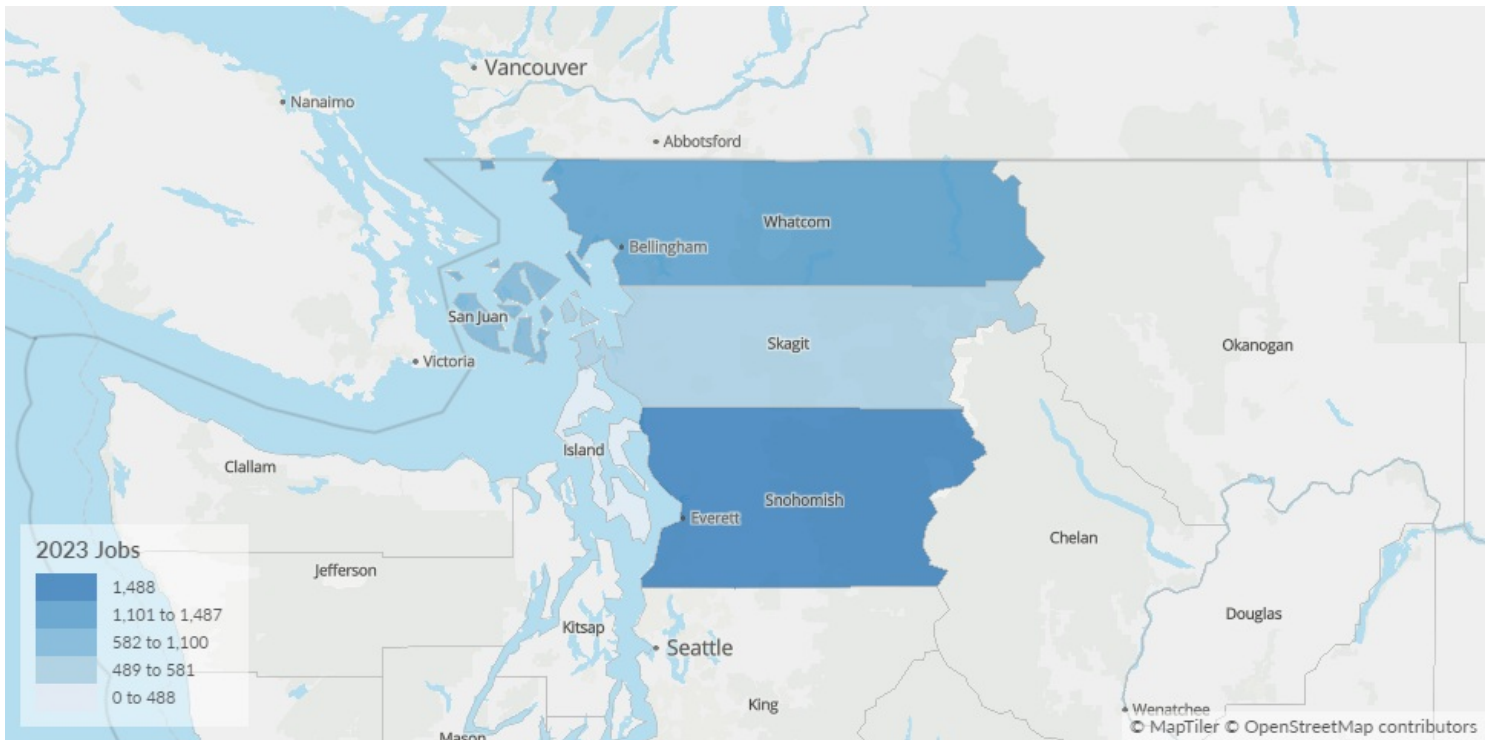 Vancouver
Nanaimo
Abbotsford
Whatcom
Bellingham
San Juan
Skagit
Okanogan
Victoria
Island
Clallam
Snohomish
Everett
Chelan
2023 Jobs
1,488
1,101 to 1,487
582 to 1,100
489 to 581
0 to 488
Jefferson
Kitsap
Douglas
Seattle
King
Wenatchee
Mason
© MapTiler © OpenStreetMap contributors